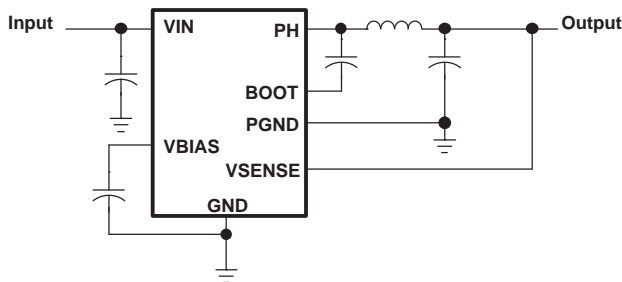 Input
VIN
PH
Output
BOOT
PGND
VBIAS
VSENSE
GND